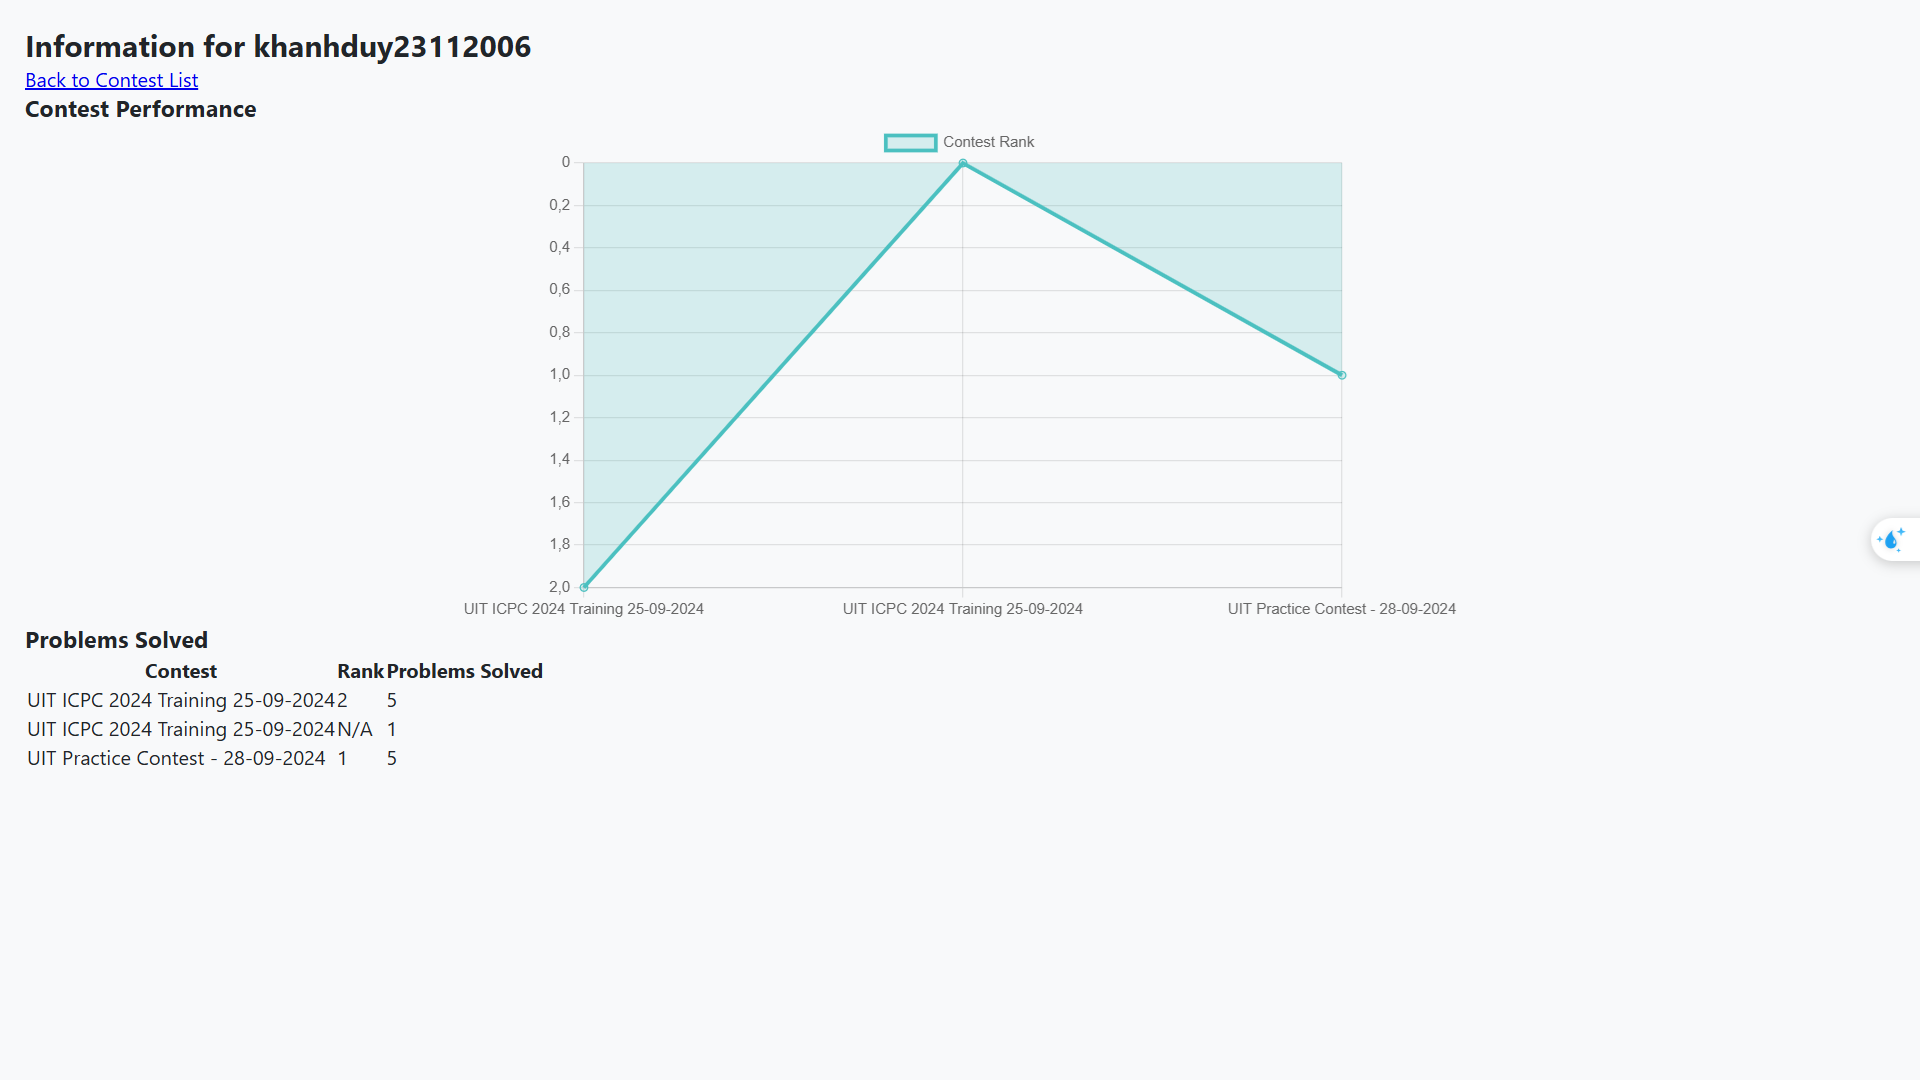 Information for khanhduy23112006
Back to Contest List
Contest Performance
Contest Rank
0
0,2
0,4
0,6
0,8
1,0
1,2
1,4
1,6
1,8
2,0
UIT ICPC 2024 Training 25-09-2024 UIT ICPC 2024 Training 25-09-2024 UIT Practice Contest - 28-09-2024
Problems Solved
Contest Rank Problems Solved
UIT ICPC 2024 Training 25-09-2024 2 5
UIT ICPC 2024 Training 25-09-2024 N/A 1
UIT Practice Contest - 28-09-2024 1 5